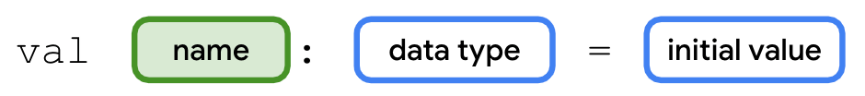 val name : data type = initial value